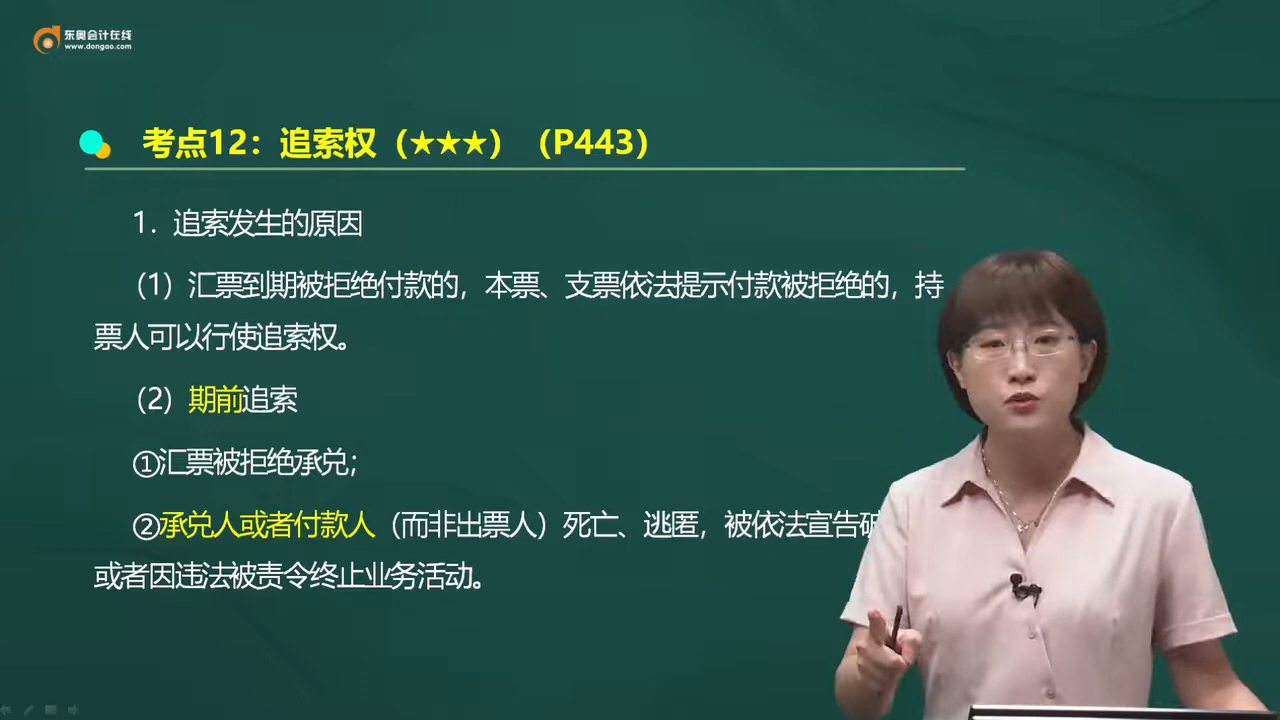 东奥会计在线
www.dongao.com
考点12：追索权（★★★）（P443）
1．追索发生的原因
（1）汇票到期被拒绝付款的，本票、支票依法提示付款被拒绝的，持
票人可以行使追索权。
（2）期前追索
①汇票被拒绝承兑；
②承兑人或者付款人（而非出票人）死亡、逃匿，被依法宣告破
或者因违法被责令终止业务活动。